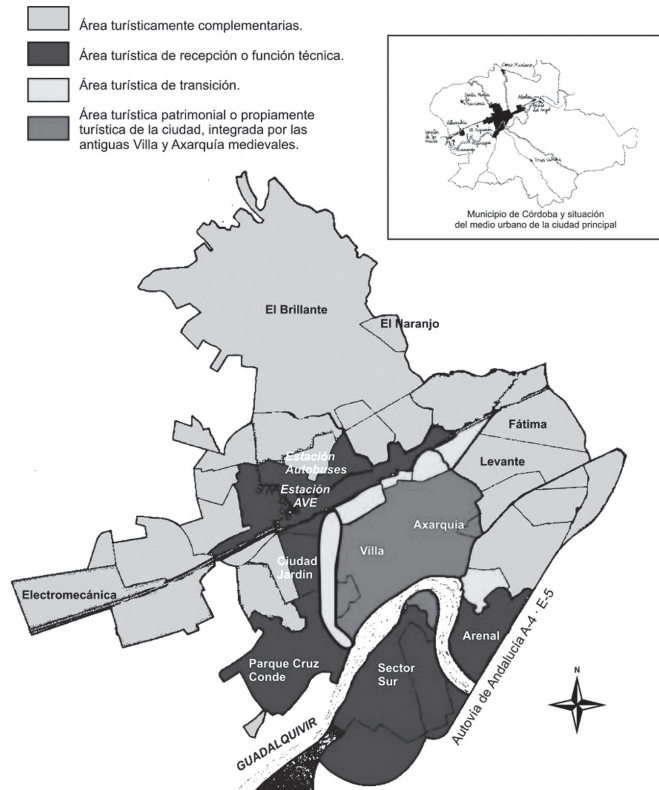 Área turísticamente complementarias.
Área turística de recepción o función técnica.
Área turística de transición.
Área turística patrimonial o propiamente
turística de la ciudad, integrada por las
antiguas Villa y Axarquía medievales.
Municipio de Córdoba y situación
del medio urbano de la ciudad principal
El Brillante
El Naranjo
Fátima
Levante
Estación
Autobuses
Estación
AVE
Axarquía
Villa
Ciudad
Jardín
Electromecánica
Arenal
Parque Cruz
Conde
Sector
Sur
GUADALQUIVIR
Autovía de Andalucía A-4 · E-5
N